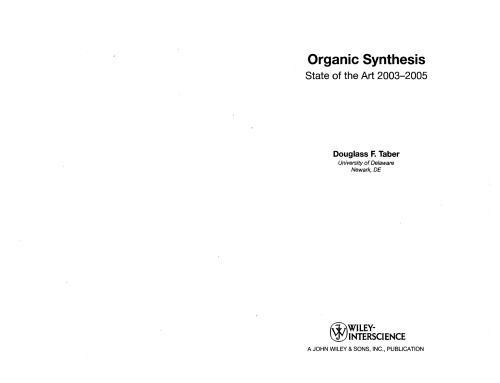 Organic Synthesis
State of the Art 2003–2005
Douglass F. Taber
University of Delaware
Newark, DE
WILEY-
INTERSCIENCE
A JOHN WILEY & SONS, INC., PUBLICATION